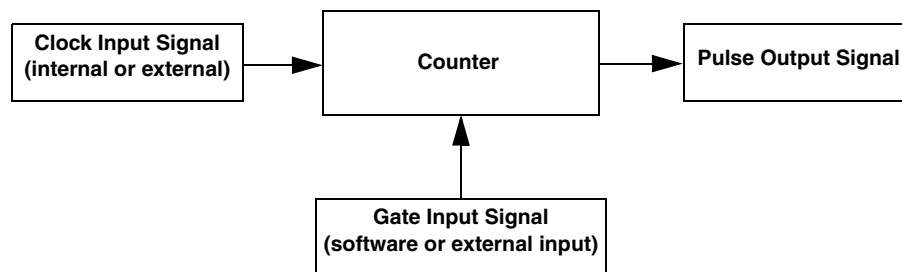 Clock Input Signal
(internal or external)
Counter
Pulse Output Signal
Gate Input Signal
(software or external input)